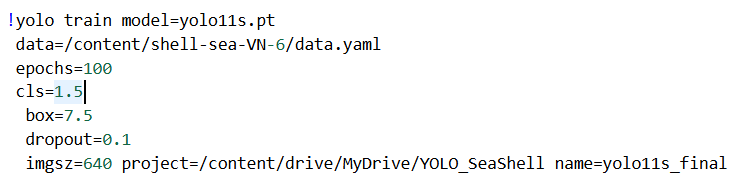 !yolo train model=yolo11s.pt
data=/content/shell-sea-VN-6/data.yaml
epochs=100
cls=1.5
box=7.5
dropout=0.1
imgsz=640 project=/content/drive/MyDrive/YOLO_SeaShell name=yolo11s_final